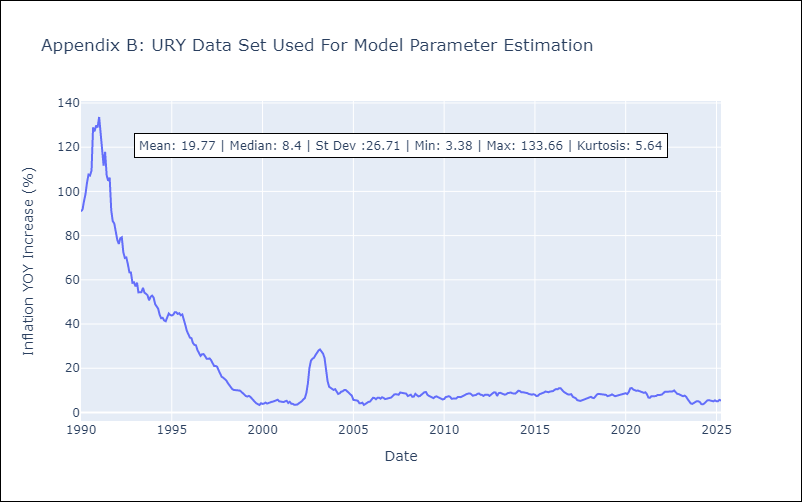 Appendix B: URY Data Set Used For Model Parameter Estimation
140
Mean: 19.77 | Median: 8.4 | St Dev :26.71 | Min: 3.38 | Max: 133.66 | Kurtosis: 5.64
120
100
80
60
40
20
0
Inflation YOY Increase (%)
1990 1995 2000 2005 2010 2015 2020 2025
Date